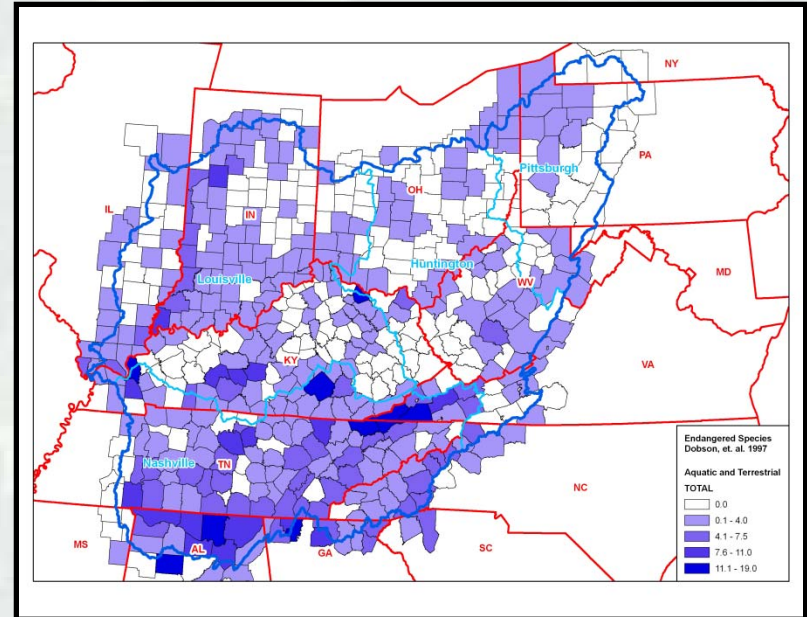 NY
PA
Pittsburgh
OH
IL
IN
Huntington
MD
Louisville
WV
VA
KY
Nashville
TN
NC
MS
AL
GA
SC
Endangered Species
Dobson, et. al. 1997
Aquatic and Terrestrial
TOTAL
0.0
0.1 - 4.0
4.1 - 7.5
7.6 - 11.0
11.1 - 19.0